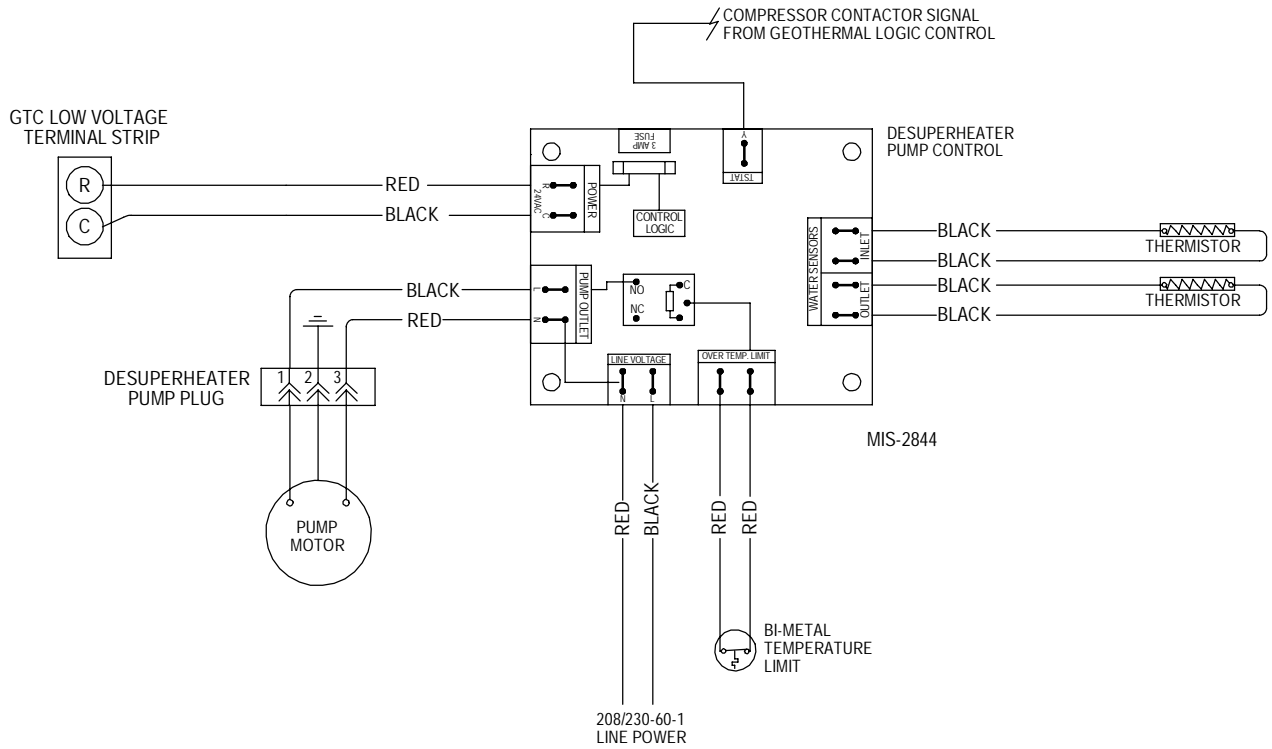 COMPRESSOR CONTACTOR SIGNAL
FROM GEOTHERMAL LOGIC CONTROL
GTC LOW VOLTAGE
TERMINAL STRIP
R
C
RED
BLACK
3 AMP
FUSE
Y
TSTAT
DESUPERHEATER
PUMP CONTROL
R
C
24VAC
POWER
CONTROL
LOGIC
WATER SENSORS
INLET
OUTLET
BLACK
BLACK
THERMISTOR
BLACK
BLACK
THERMISTOR
BLACK
RED
L
N
PUMP OUTLET
NO
NC
C
LINE VOLTAGE
N
L
OVER TEMP. LIMIT
DESUPERHEATER
PUMP PLUG
1
2
3
MIS-2844
PUMP
MOTOR
RED
BLACK
RED
RED
BI-METAL
TEMPERATURE
LIMIT
208/230-60-1
LINE POWER